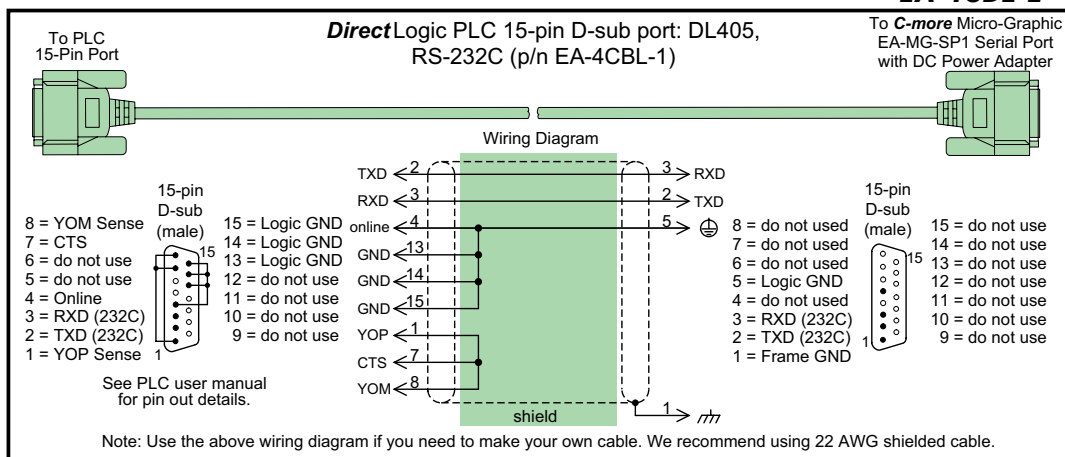 To PLC
15-Pin Port
DirectLogic PLC 15-pin D-sub port: DL405,
RS-232C (p/n EA-4CBL-1)
To C-more Micro-Graphic
EA-MG-SP1 Serial Port
with DC Power Adapter
Wiring Diagram
15-pin
D-sub
(male)
8 = YOM Sense
7 = CTS
6 = do not use
5 = do not use
4 = Online
3 = RXD (232C)
2 = TXD (232C)
1 = YOP Sense
15
1
15 = Logic GND
14 = Logic GND
13 = Logic GND
12 = do not use
11 = do not use
10 = do not use
9 = do not use
See PLC user manual
for pin out details.
TXD 2 3 RXD
RXD 3 2 TXD
online 4 5
GND 13
GND 14
GND 15
YOP 1
CTS 7
YOM 8
shield
1
8 = do not used
7 = do not used
6 = do not used
5 = Logic GND
4 = do not used
3 = RXD (232C)
2 = TXD (232C)
1 = Frame GND
15-pin
D-sub
(male)
15
1
15 = do not use
14 = do not use
13 = do not use
12 = do not use
11 = do not use
10 = do not use
9 = do not use
Note: Use the above wiring diagram if you need to make your own cable. We recommend using 22 AWG shielded cable.